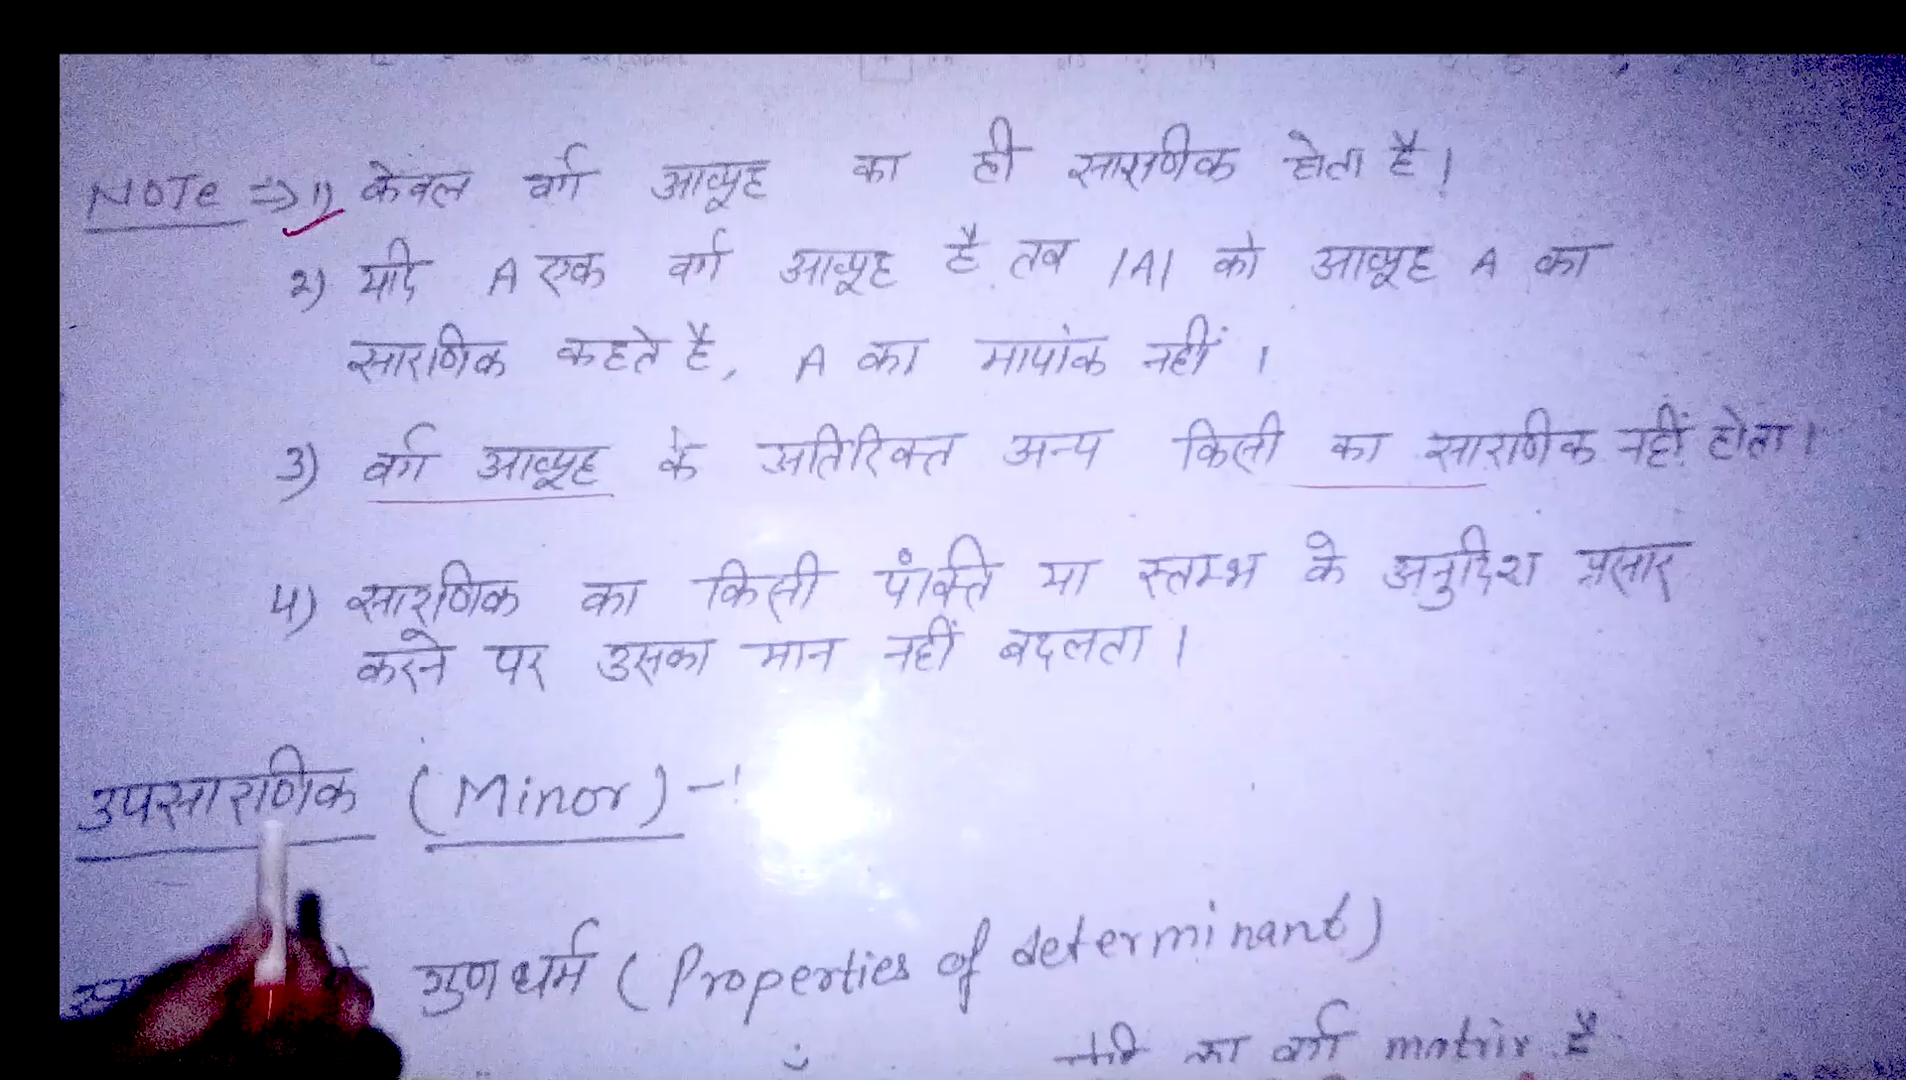 NOTe ⇒ 1) केवल वर्ग आव्यूह का ही सारणिक होता है।
2) यदि A एक वर्ग आव्यूह है तब |A| को आव्यूह A का
सारणिक कहते है, A का मापांक नहीं ।
3) वर्ग आव्यूह के अतिरिक्त अन्य किसी का सारणिक नहीं होता।
4) सारणिक का किसी पंक्ति या स्तम्भ के अनुदिश प्रसार
करने पर उसका मान नहीं बदलता ।
उपसारणिक (Minor) -
गुणधर्म (Properties of determinant)
का वर्ग matrix है